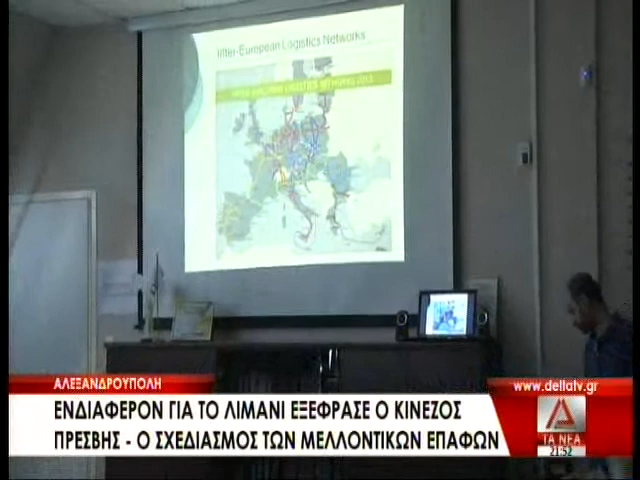 Inter-European Logistics Networks
ΑΛΕΞΑΝΔΡΟΥΠΟΛΗ
www.deltatv.gr
ΕΝΔΙΑΦΕΡΟΝ ΓΙΑ ΤΟ ΛΙΜΑΝΙ ΕΞΕΦΡΑΣΕ Ο ΚΙΝΕΖΟΣ
ΠΡΕΣΒΗΣ - Ο ΣΧΕΔΙΑΣΜΟΣ ΤΩΝ ΜΕΛΛΟΝΤΙΚΩΝ ΕΠΑΦΩΝ
ΤΑ ΝΕΑ
21:52